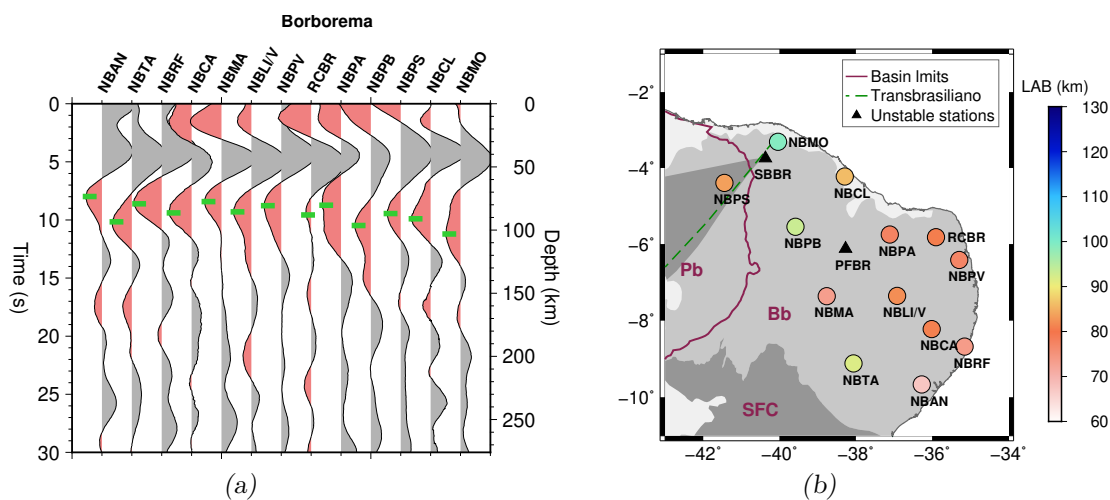 Borborema
NBAN
NBTA
NBRF
NBCA
NBMA
NBLI/V
NBPV
RCBR
NBPA
NBPB
NBPS
NBCL
NBMO
0
5
10
15
20
25
30
Time (s)
0
50
100
150
200
250
Depth (km)
(a)
Basin lmits
Transbrasiliano
Unstable stations
NBMO
SBBR
NBPS
NBCL
NBPB
PFBR
NBPA
RCBR
NBPV
Pb
Bb
NBMA
NBLI/V
NBCA
NBRF
NBTA
NBAN
SFC
−2°
−4°
−6°
−8°
−10°
−42°
−40°
−38°
−36°
−34°
LAB (km)
130
120
110
100
90
80
70
60
(b)